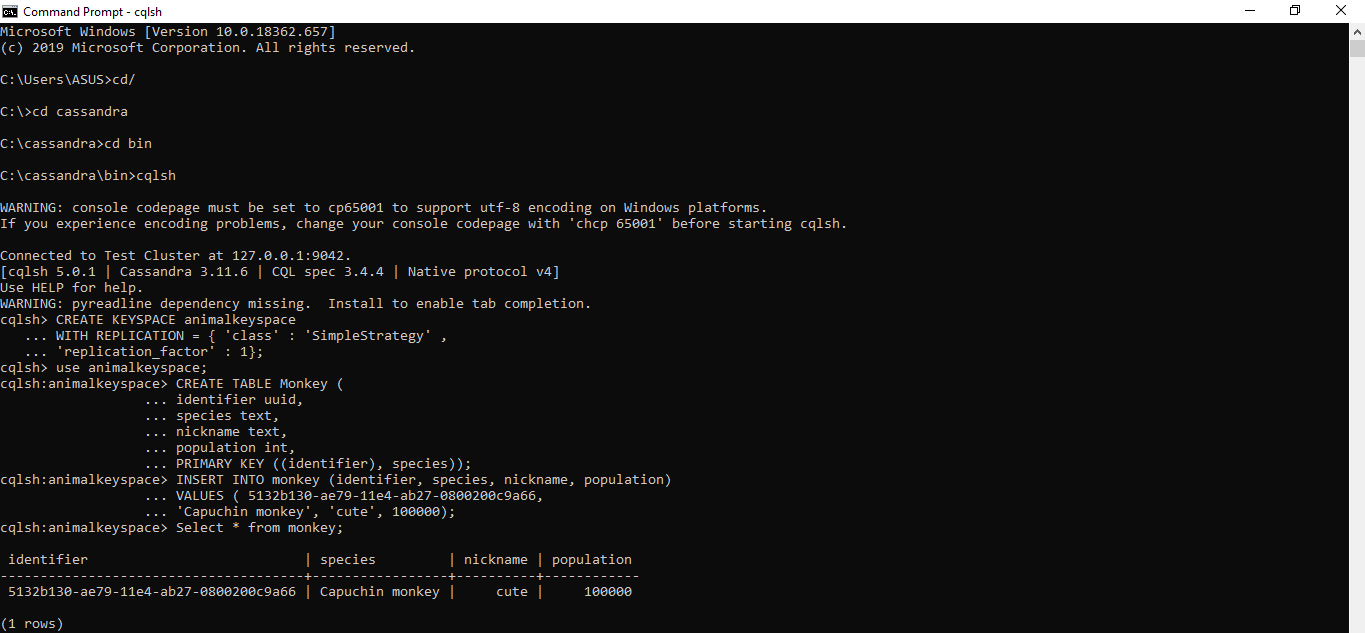 Command Prompt - cqlsh
Microsoft Windows [Version 10.0.18362.657]
(c) 2019 Microsoft Corporation. All rights reserved.
C:\Users\ASUS>cd/
C:\>cd cassandra
C:\cassandra>cd bin
C:\cassandra\bin>cqlsh
WARNING: console codepage must be set to cp65001 to support utf-8 encoding on Windows platforms.
If you experience encoding problems, change your console codepage with 'chcp 65001' before starting cqlsh.
Connected to Test Cluster at 127.0.0.1:9042.
[cqlsh 5.0.1 | Cassandra 3.11.6 | CQL spec 3.4.4 | Native protocol v4]
Use HELP for help.
WARNING: pyreadline dependency missing.  Install to enable tab completion.
cqlsh> CREATE KEYSPACE animalkeyspace
   ... WITH REPLICATION = { 'class' : 'SimpleStrategy' ,
   ... 'replication_factor' : 1};
cqlsh> use animalkeyspace;
cqlsh:animalkeyspace> CREATE TABLE Monkey (
                  ... identifier uuid,
                  ... species text,
                  ... nickname text,
                  ... population int,
                  ... PRIMARY KEY ((identifier), species));
cqlsh:animalkeyspace> INSERT INTO monkey (identifier, species, nickname, population)
                  ... VALUES ( 5132b130-ae79-11e4-ab27-0800200c9a66,
                  ... 'Capuchin monkey', 'cute', 100000);
cqlsh:animalkeyspace> Select * from monkey;
 identifier                           | species         | nickname | population
--------------------------------------+-----------------+----------+------------
 5132b130-ae79-11e4-ab27-0800200c9a66 | Capuchin monkey |     cute |     100000
(1 rows)